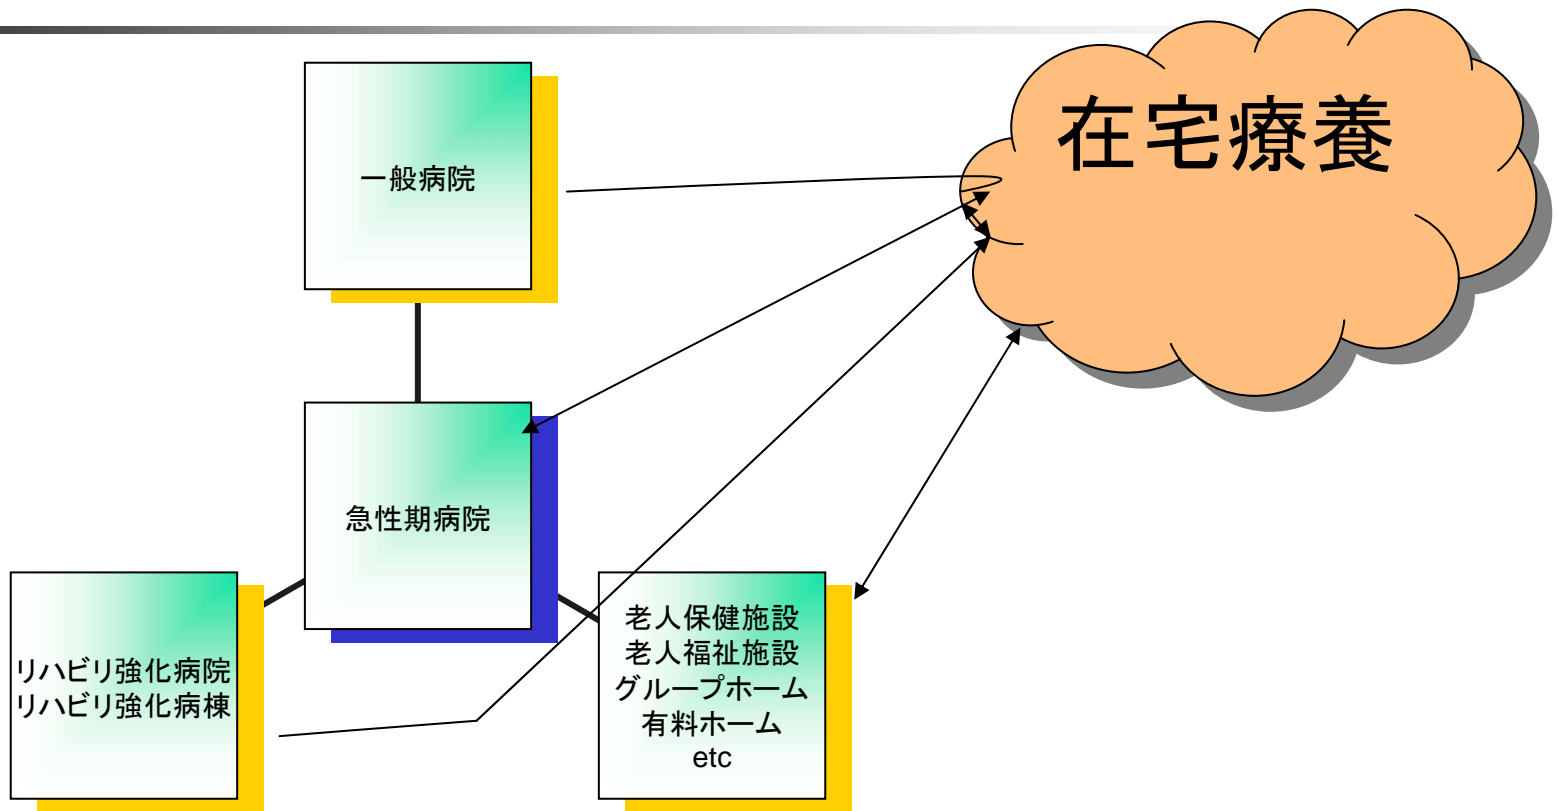 在宅療養
一般病院
急性期病院
リハビリ強化病院
リハビリ強化病棟
老人保健施設
老人福祉施設
グループホーム
有料ホーム
etc